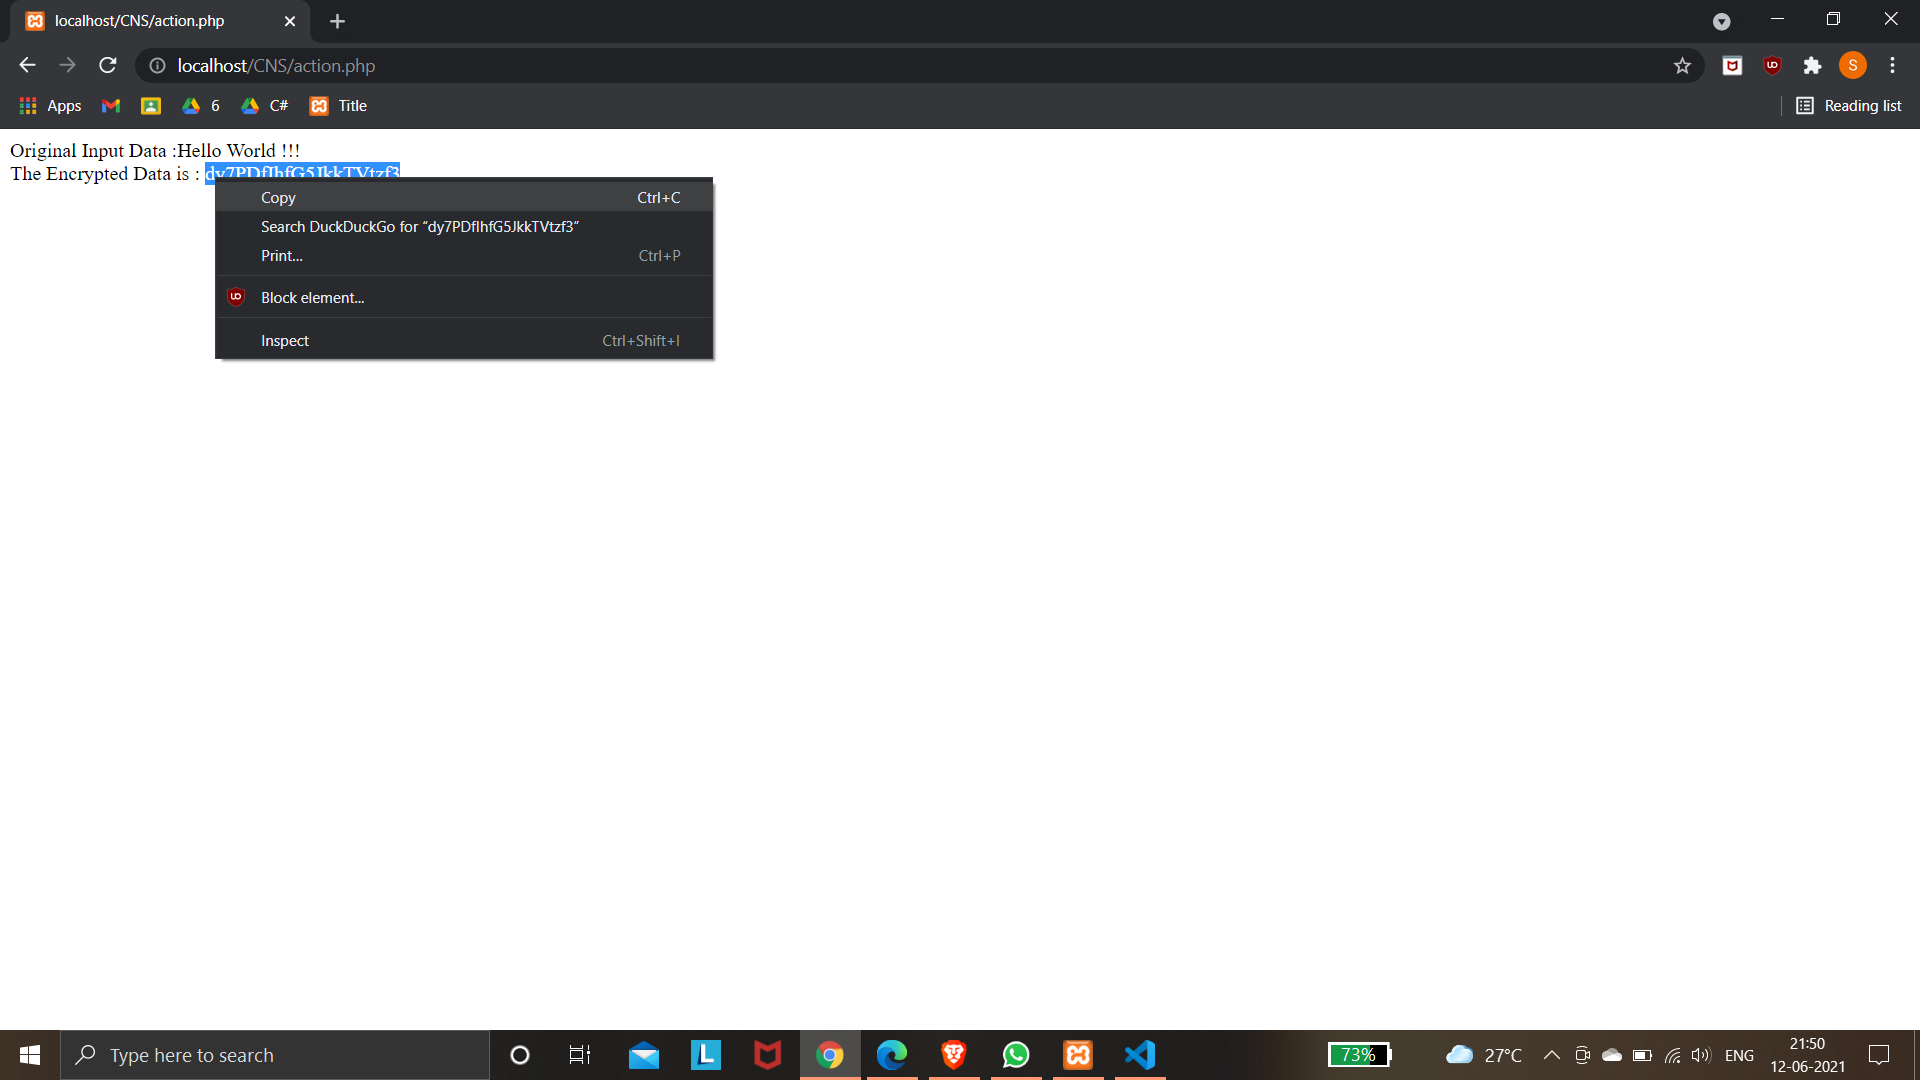 localhost/CNS/action.php
localhost/CNS/action.php
S
Apps
6
C#
Title
Reading list
Original Input Data :Hello World !!!
The Encrypted Data is : dy7PDfIhfG5JkkTVtzf3
Copy Ctrl+C
Search DuckDuckGo for “dy7PDfIhfG5JkkTVtzf3”
Print... Ctrl+P
Block element...
Inspect Ctrl+Shift+I
Type here to search
L
73%
27°C
ENG
21:50
12-06-2021